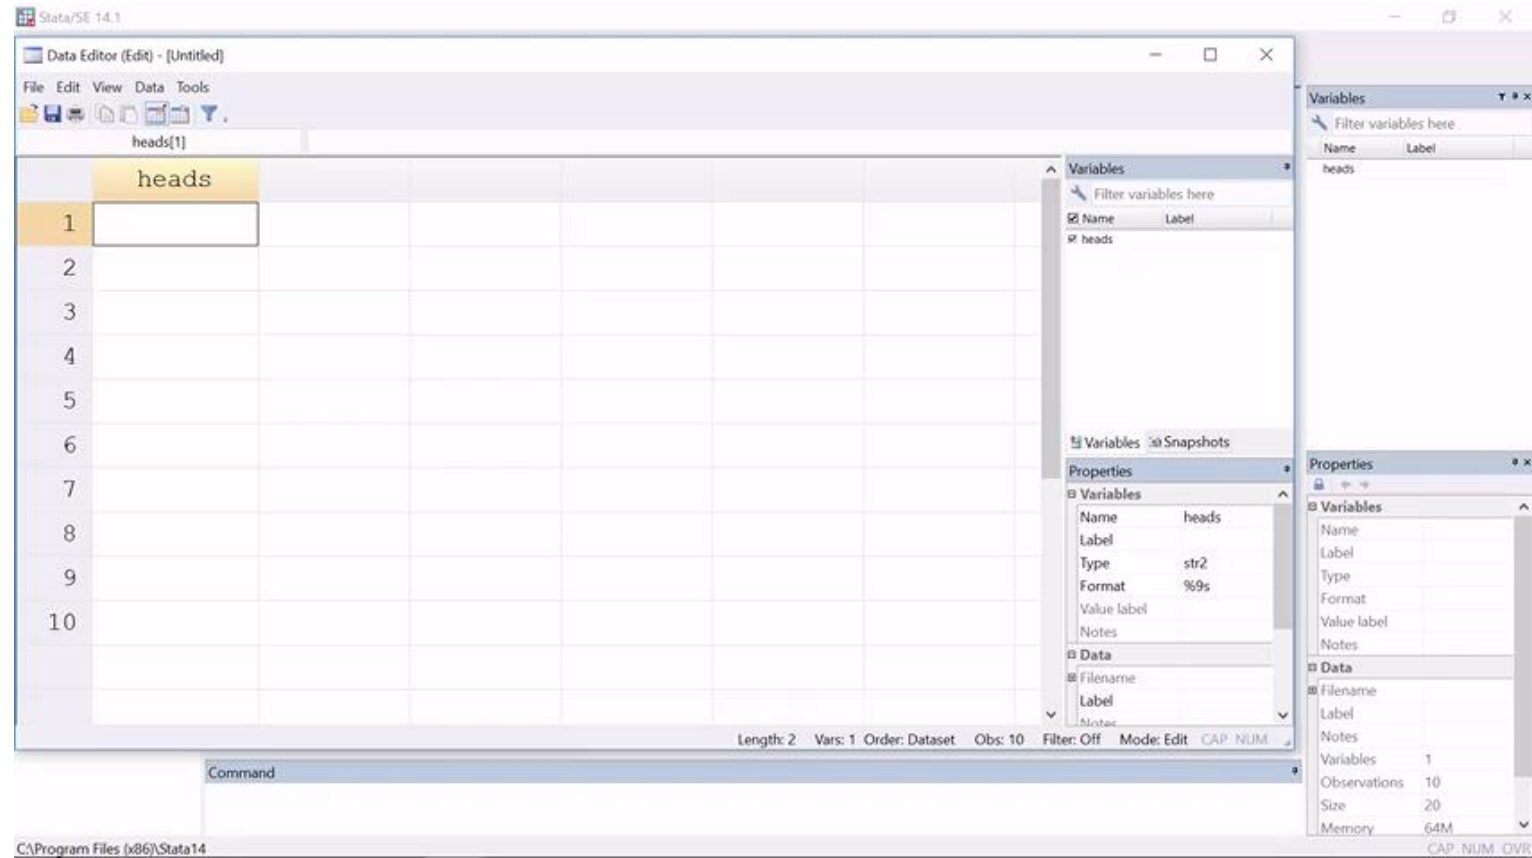 Stata/SE 14.1
Data Editor (Edit) - [Untitled]
File Edit View Data Tools
heads[1]
heads
1
2
3
4
5
6
7
8
9
10
Variables
Filter variables here
Name Label
heads
Variables Snapshots
Properties
Variables
Name heads
Label
Type str2
Format %9s
Value label
Notes
Data
Filename
Label
Notes
Length: 2 Vars: 1 Order: Dataset Obs: 10 Filter: Off Mode: Edit CAP NUM
Variables
Filter variables here
Name Label
heads
Properties
Variables
Name
Label
Type
Format
Value label
Notes
Data
Filename
Label
Notes
Variables 1
Observations 10
Size 20
Memory 64M
Command
C:\Program Files (x86)\Stata14
CAP NUM OVR